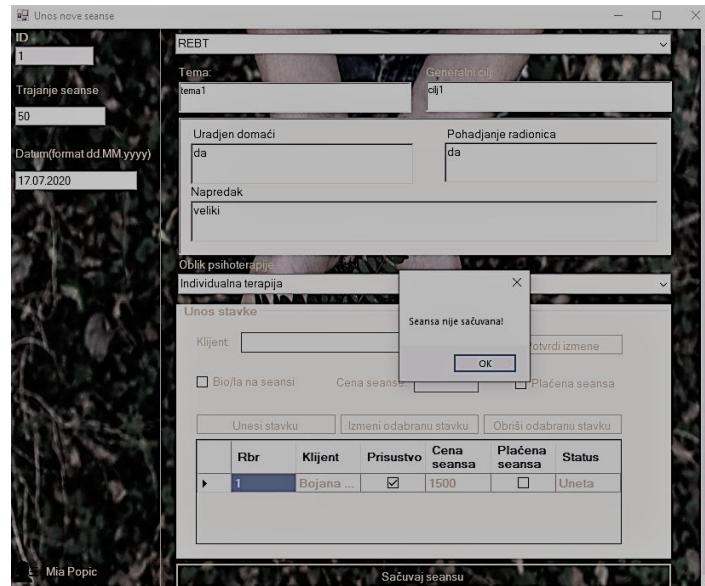 Unos nove seanse
ID
1
Trajanje seanse
50
Datum(format dd.MM.yyyy)
17.07.2020
REBT
Tema:
Generalni cilj
tema1
cilj1
Uradjen domaći
Pohadjanje radionica
da
da
Napredak
veliki
Oblik psihoterapije
Individualna terapija
Unos stavke
Klijent:
Potvrdi izmene
Seansa nije sačuvana!
OK
Bio/la na seansi
Cena seanse:
Plaćena seansa
Unesi stavku
Izmeni odabranu stavku
Obriši odabranu stavku
Rbr Klijent Prisustvo Cena seansa Plaćena seansa Status
1 Bojana ... 1500 Uneta
Mia Popic
Sačuvaj seansu